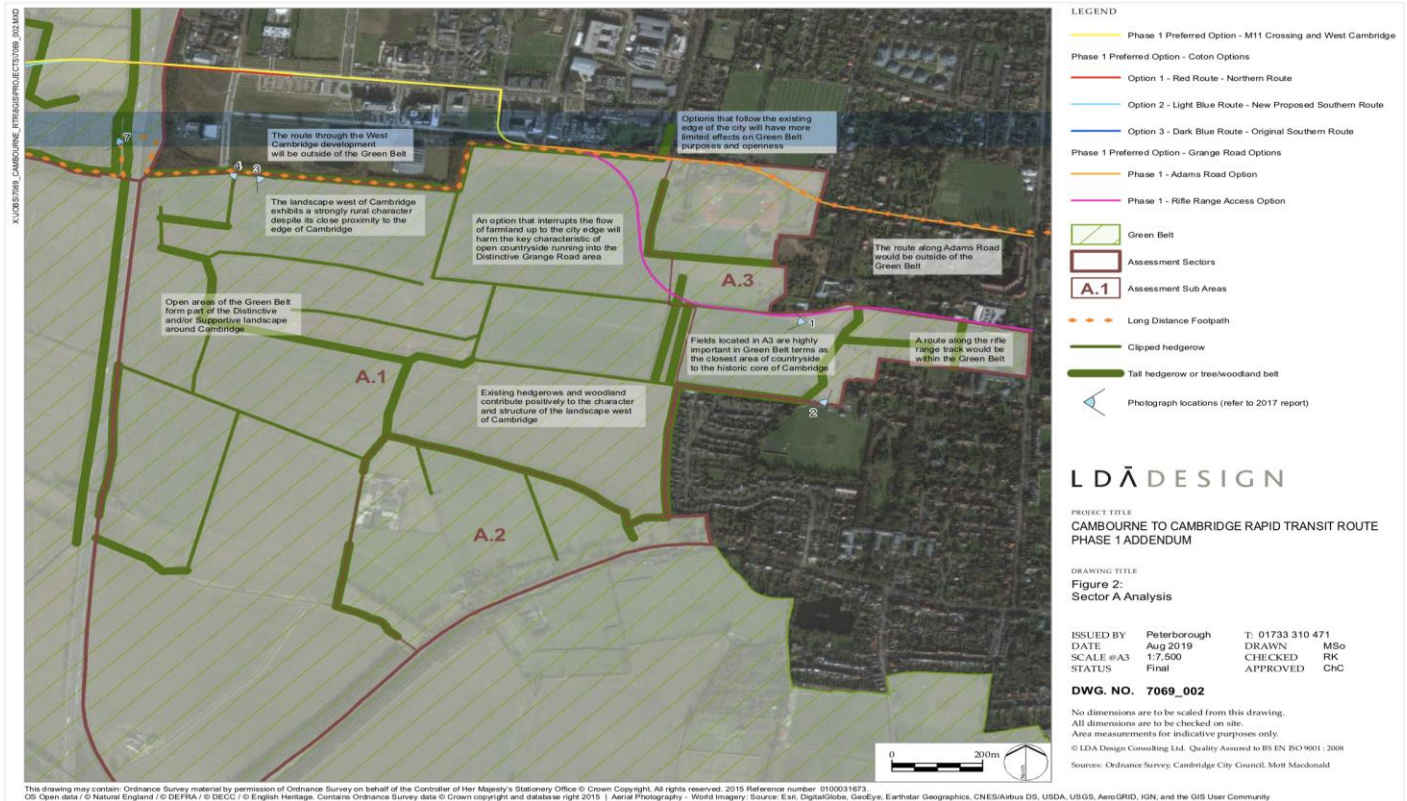 X:\JOBS\7069_CAMBOURNE_RTR\8GIS\PROJECTS\7069_002.MXD
The route through the West
Cambridge development
will be outside of the Green Belt
Options that follow the existing
edge of the city will have more
limited effects on Green Belt
purposes and openness
7
4
3
The landscape west of Cambridge
exhibits a strongly rural character
despite its close proximity to the
edge of Cambridge
An option that interrupts the flow
of farmland up to the city edge will
harm the key characteristic of
open countryside running into the
Distinctive Grange Road area
The route along Adams Road
would be outside of the
Green Belt
A.3
Open areas of the Green Belt
form part of the Distinctive
and/or Supportive landscape
around Cambridge
1
Fields located in A3 are highly
important in Green Belt terms as
the closest area of countryside
to the historic core of Cambridge
A route along the rifle
range track would be
within the Green Belt
A.1
Existing hedgerows and woodland
contribute positively to the character
and structure of the landscape west
of Cambridge
2
A.2
0 200m
North
LEGEND
Phase 1 Preferred Option - M11 Crossing and West Cambridge
Phase 1 Preferred Option - Coton Options
Option 1 - Red Route - Northern Route
Option 2 - Light Blue Route - New Proposed Southern Route
Option 3 - Dark Blue Route - Original Southern Route
Phase 1 Preferred Option - Grange Road Options
Phase 1 - Adams Road Option
Phase 1 - Rifle Range Access Option
Green Belt
Assessment Sectors
A.1 Assessment Sub Areas
Long Distance Footpath
Clipped hedgerow
Tall hedgerow or tree/woodland belt
Photograph locations (refer to 2017 report)
LDĀ DESIGN
PROJECT TITLE
CAMBOURNE TO CAMBRIDGE RAPID TRANSIT ROUTE
PHASE 1 ADDENDUM
DRAWING TITLE
Figure 2:
Sector A Analysis
ISSUED BY Peterborough T: 01733 310 471
DATE Aug 2019 DRAWN MSo
SCALE @A3 1:7,500 CHECKED RK
STATUS Final APPROVED ChC
DWG. NO. 7069_002
No dimensions are to be scaled from this drawing.
All dimensions are to be checked on site.
Area measurements for indicative purposes only.
© LDA Design Consulting Ltd. Quality Assured to BS EN ISO 9001 : 2008
Sources: Ordnance Survey, Cambridge City Council, Mott Macdonald
This drawing may contain: Ordnance Survey material by permission of Ordnance Survey on behalf of the Controller of Her Majesty's Stationery Office © Crown Copyright, All rights reserved. 2015 Reference number 0100031673.
OS Open data / © Natural England / © DEFRA / © DECC / © English Heritage. Contains Ordnance Survey data © Crown copyright and database right 2015 | Aerial Photography - World Imagery: Source: Esri, DigitalGlobe, GeoEye, Earthstar Geographics, CNES/Airbus DS, USDA, USGS, AeroGRID, IGN, and the GIS User Community